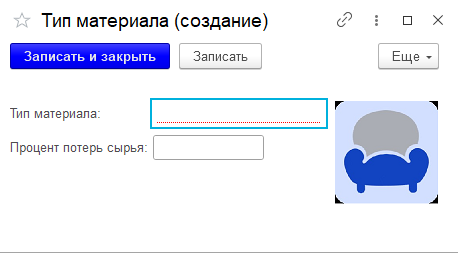 Тип материала (создание)
Записать и закрыть Записать Еще
Тип материала:
Процент потерь сырья: